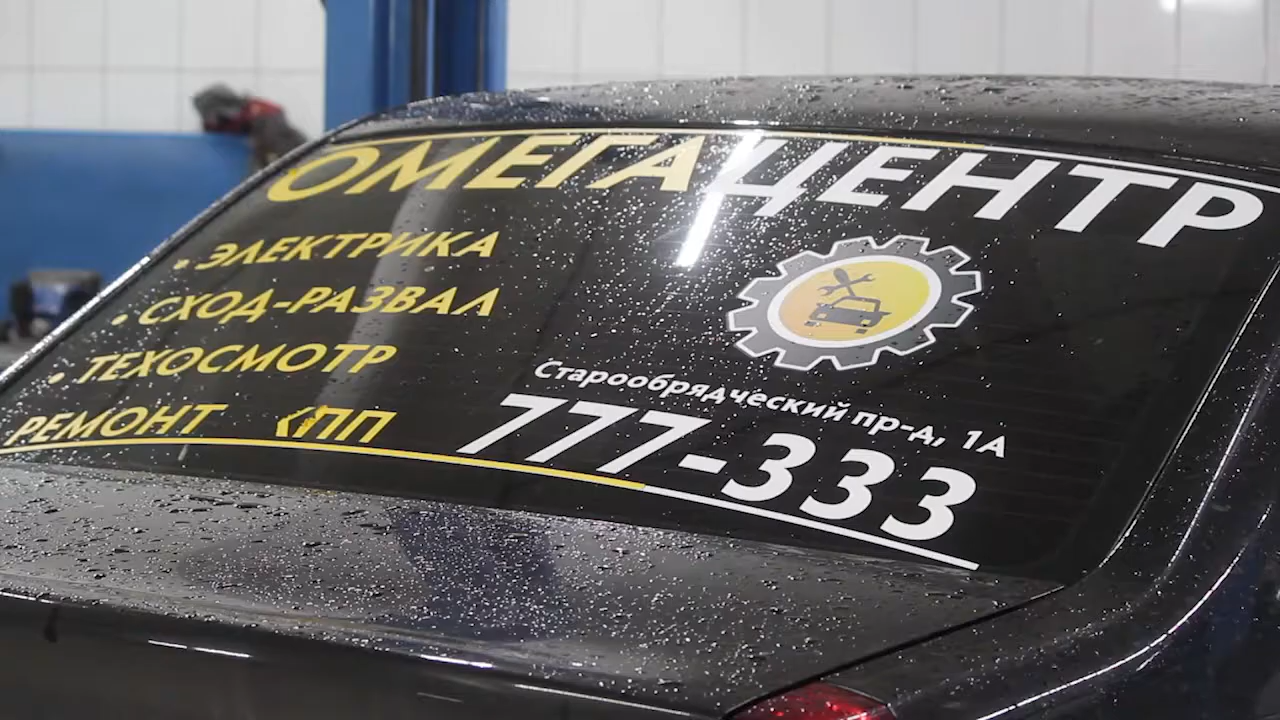 ОМЕГАЦЕНТР
• ЭЛЕКТРИКА
• СХОД-РАЗВАЛ
• ТЕХОСМОТР
РЕМОНТ КПП
Старообрядческий пр-д, 1А
777-333